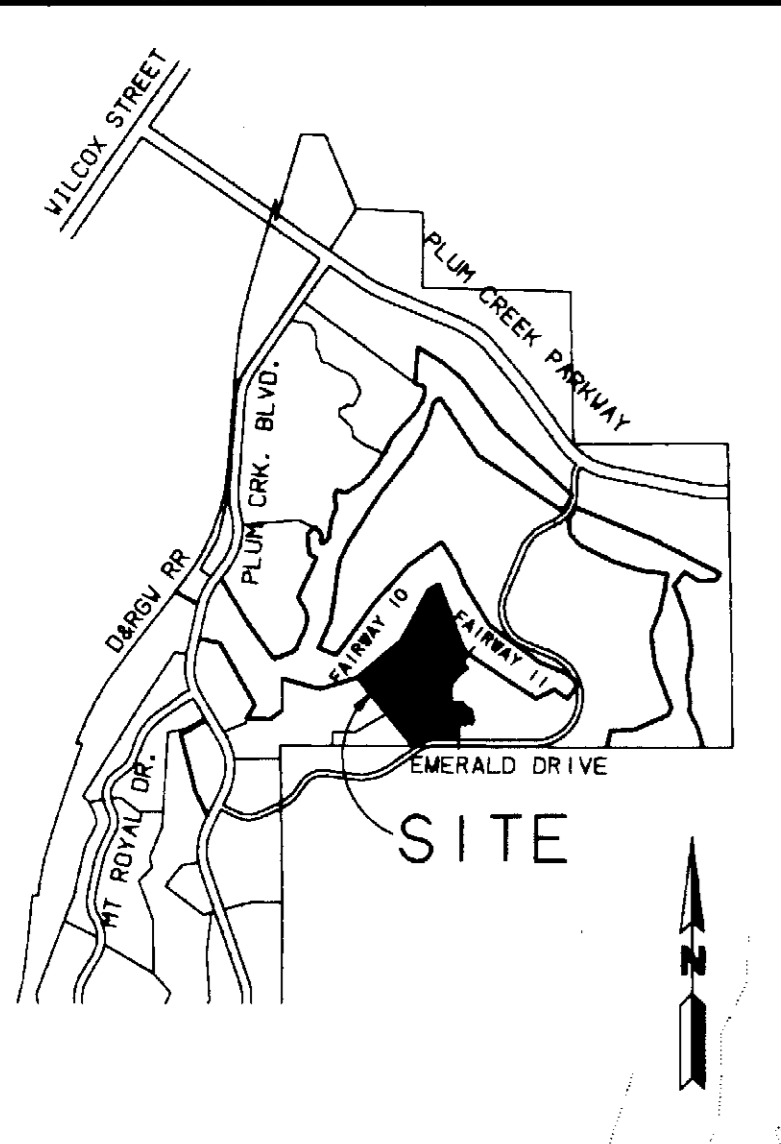 WILCOX STREET
PLUM CREEK PARKWAY
PLUM CRK. BLVD.
D&RGW RR
FAIRWAY 10
FAIRWAY 11
EMERALD DRIVE
MT ROYAL DR.
SITE
N